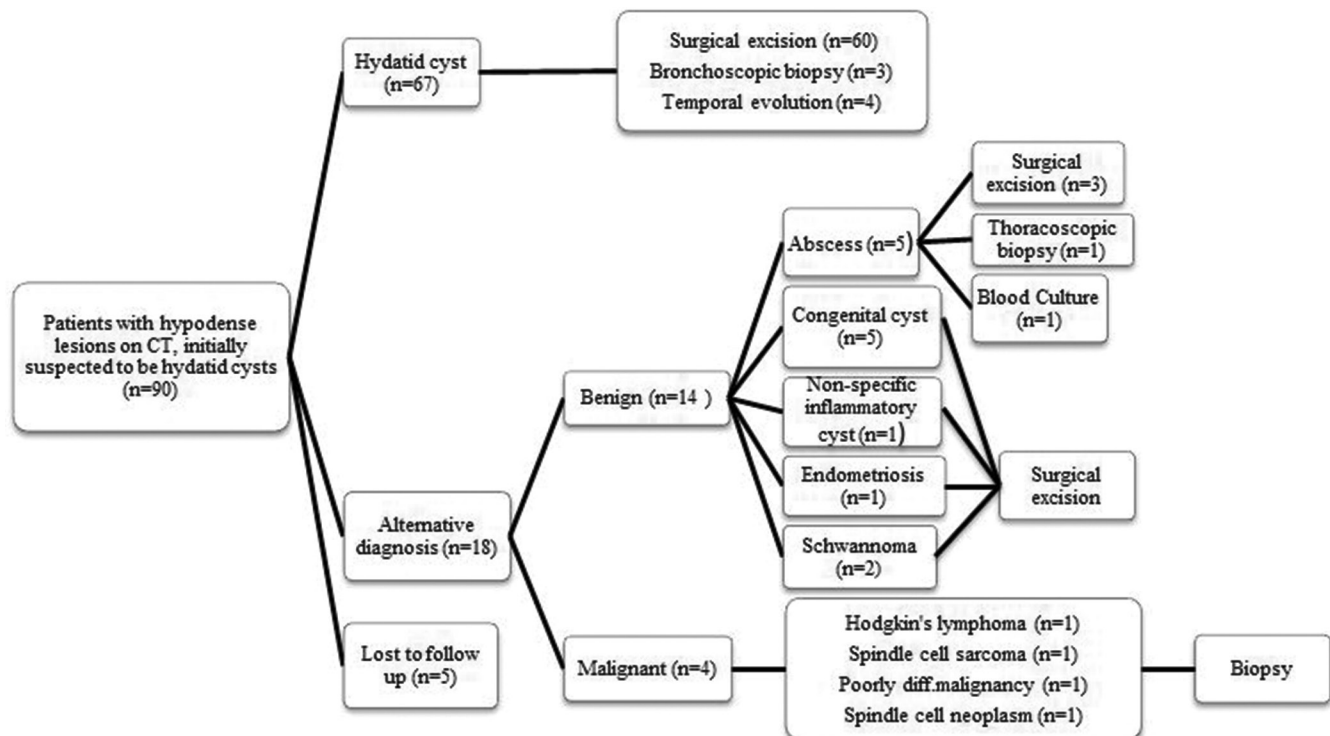 Patients with hypodense
lesions on CT, initially
suspected to be hydatid cysts
(n=90)
Hydatid cyst
(n=67)
Surgical excision (n=60)
Bronchoscopic biopsy (n=3)
Temporal evolution (n=4)
Alternative
diagnosis (n=18)
Benign (n=14 )
Abscess (n=5)
Surgical
excision (n=3)
Thoracoscopic
biopsy (n=1)
Blood Culture
(n=1)
Congenital cyst
(n=5)
Non-specific
inflammatory
cyst (n=1)
Endometriosis
(n=1)
Schwannoma
(n=2)
Surgical
excision
Malignant (n=4)
Hodgkin's lymphoma (n=1)
Spindle cell sarcoma (n=1)
Poorly diff.malignancy (n=1)
Spindle cell neoplasm (n=1)
Biopsy
Lost to follow
up (n=5)